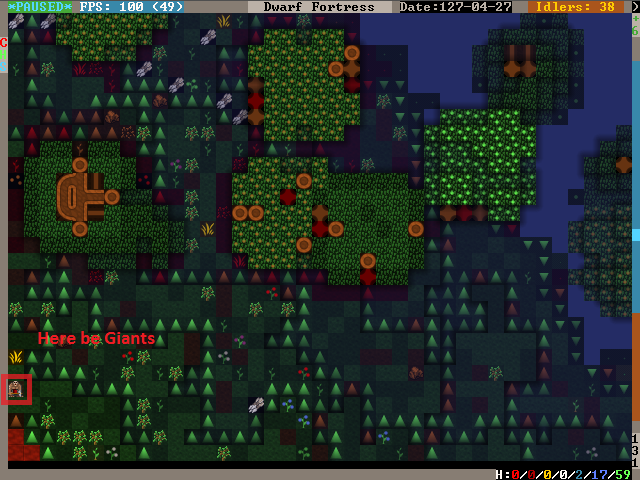 *PAUSED* FPS: 100 (49) Dwarf Fortress Date:127-04-27 Idlers: 38
Here be Giants
H:0/0/0/0/2/17/59